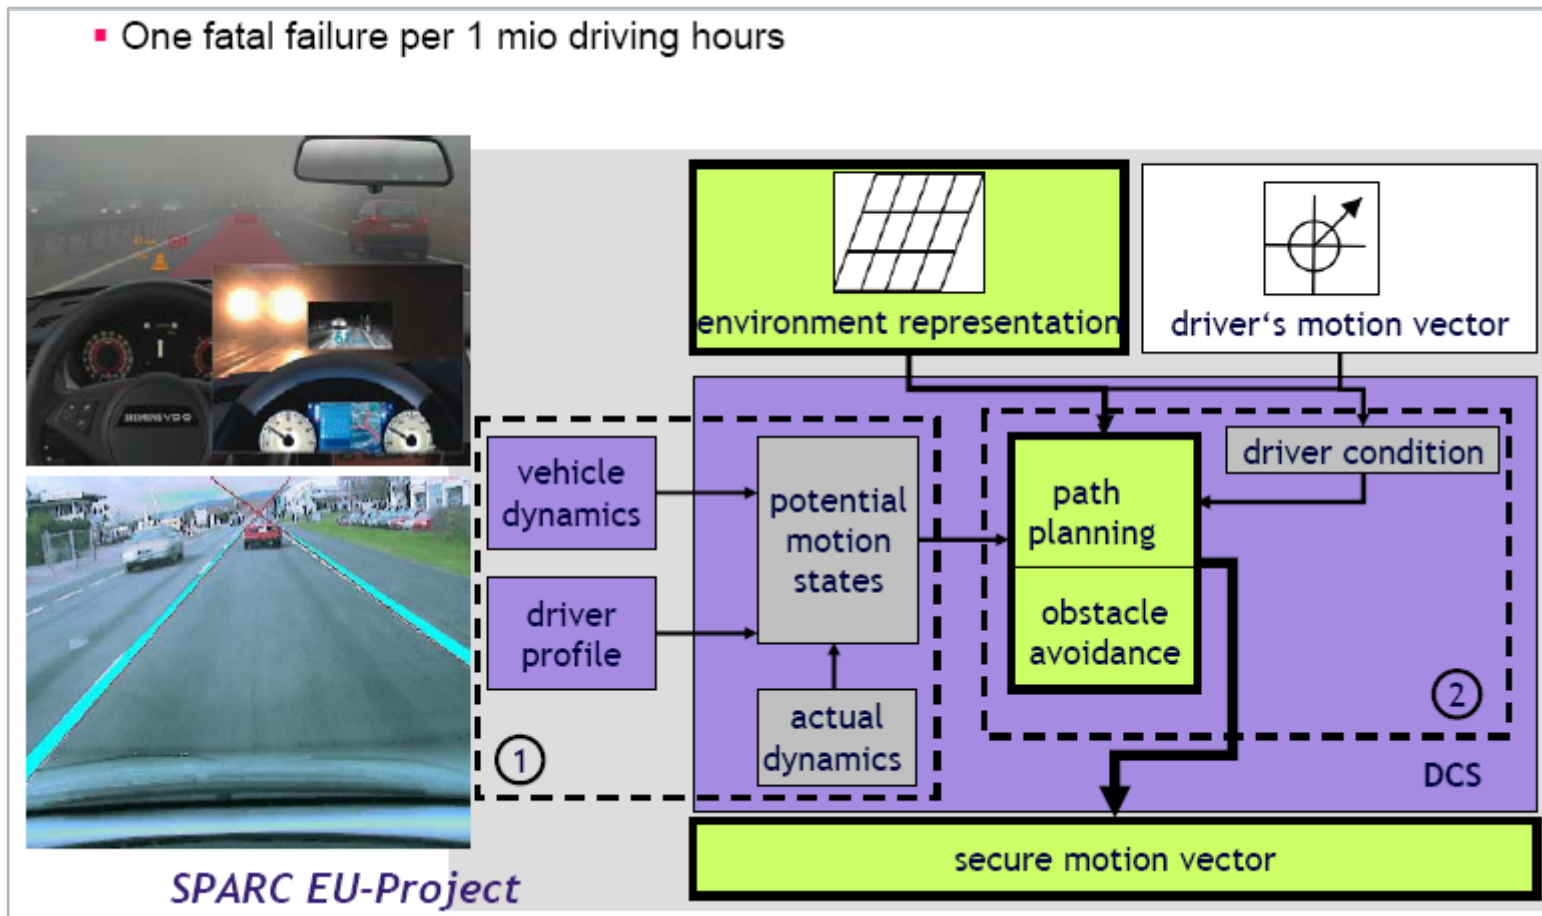 One fatal failure per 1 mio driving hours
environment representation
driver's motion vector
driver condition
vehicle
dynamics
potential
motion
states
path
planning
driver
profile
obstacle
avoidance
actual
dynamics
1
2
DCS
secure motion vector
SPARC EU-Project